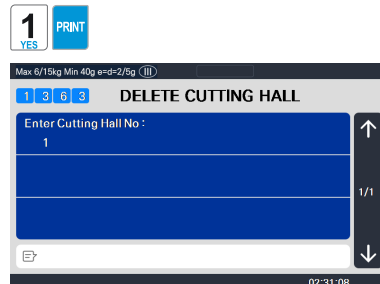 1
YES
PRINT
Max 6/15kg Min 40g e=d=2/5g (III)
1 3 6 3 DELETE CUTTING HALL
Enter Cutting Hall No :
1
1/1
02:31:08